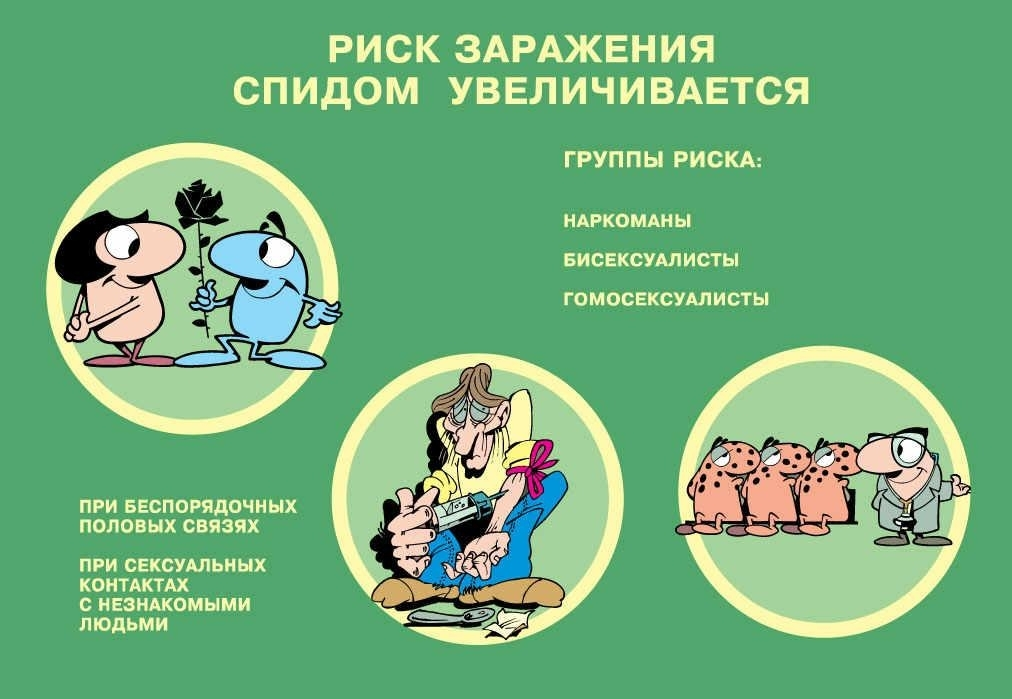 РИСК ЗАРАЖЕНИЯ
СПИДОМ УВЕЛИЧИВАЕТСЯ
ГРУППЫ РИСКА:
НАРКОМАНЫ
БИСЕКСУАЛИСТЫ
ГОМОСЕКСУАЛИСТЫ
ПРИ БЕСПОРЯДОЧНЫХ
ПОЛОВЫХ СВЯЗЯХ
ПРИ СЕКСУАЛЬНЫХ
КОНТАКТАХ
С НЕЗНАКОМЫМИ
ЛЮДЬМИ